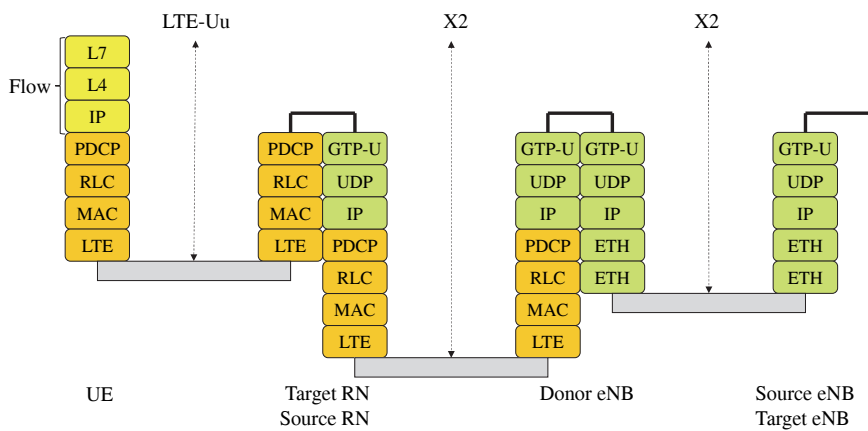 LTE-Uu X2 X2
L7
Flow L4
IP
PDCP PDCP GTP-U GTP-U GTP-U GTP-U
RLC RLC UDP UDP UDP UDP
MAC MAC IP IP IP IP
LTE LTE PDCP PDCP ETH ETH
RLC RLC ETH ETH
MAC MAC
LTE LTE
UE Target RN Donor eNB Source eNB
Source RN Target eNB